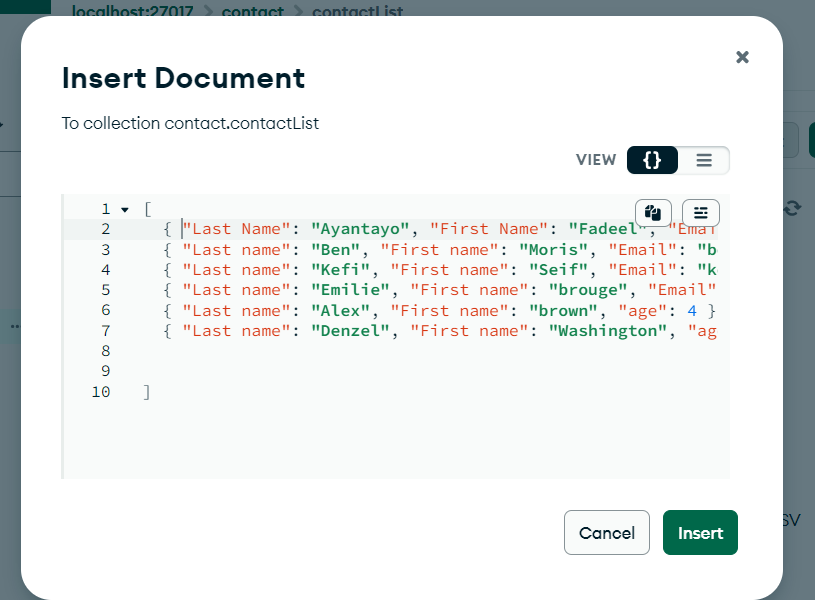 localhost:27017 > contact > contactList
Insert Document
To collection contact.contactList
VIEW {}
1 [
2 { "Last Name": "Ayantayo", "First Name": "Fadeel", "Emai
3 { "Last name": "Ben", "First name": "Moris", "Email": "b
4 { "Last name": "Kefi", "First name": "Seif", "Email": "k
5 { "Last name": "Emilie", "First name": "brouge", "Email"
6 { "Last name": "Alex", "First name": "brown", "age": 4 }
7 { "Last name": "Denzel", "First name": "Washington", "ag
8
9
10 ]
SV
Cancel Insert